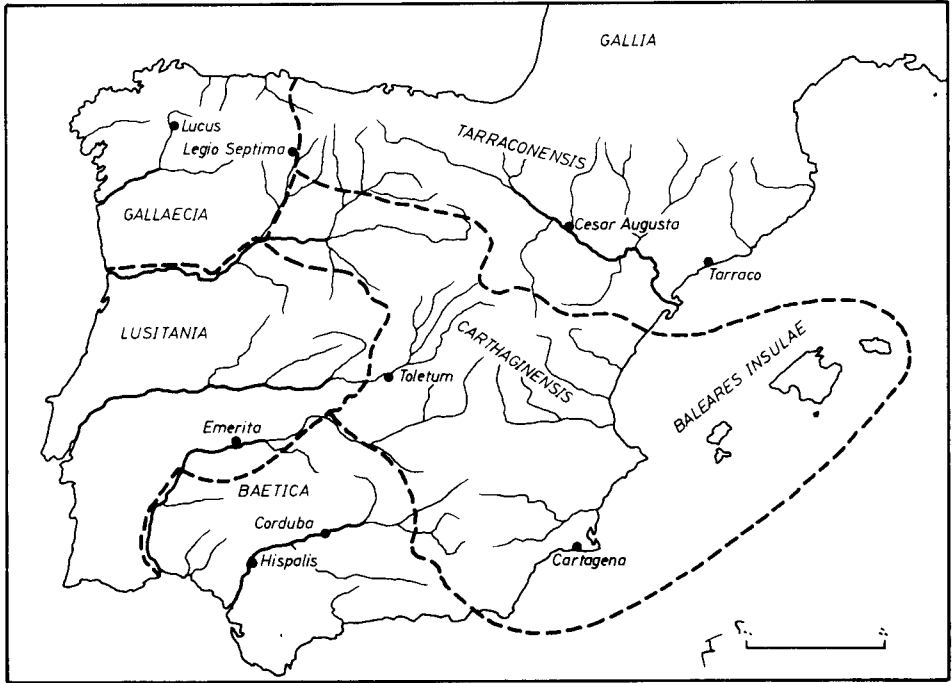 GALLIA
Lucus
TARRACONENSIS
Legio Septima
GALLAECIA
Cesar Augusta
Tarraco
LUSITANIA
CARTHAGINENSIS
BALEARES INSULAE
Toletum
Emerita
BAETICA
Corduba
Hispalis
Cartagena